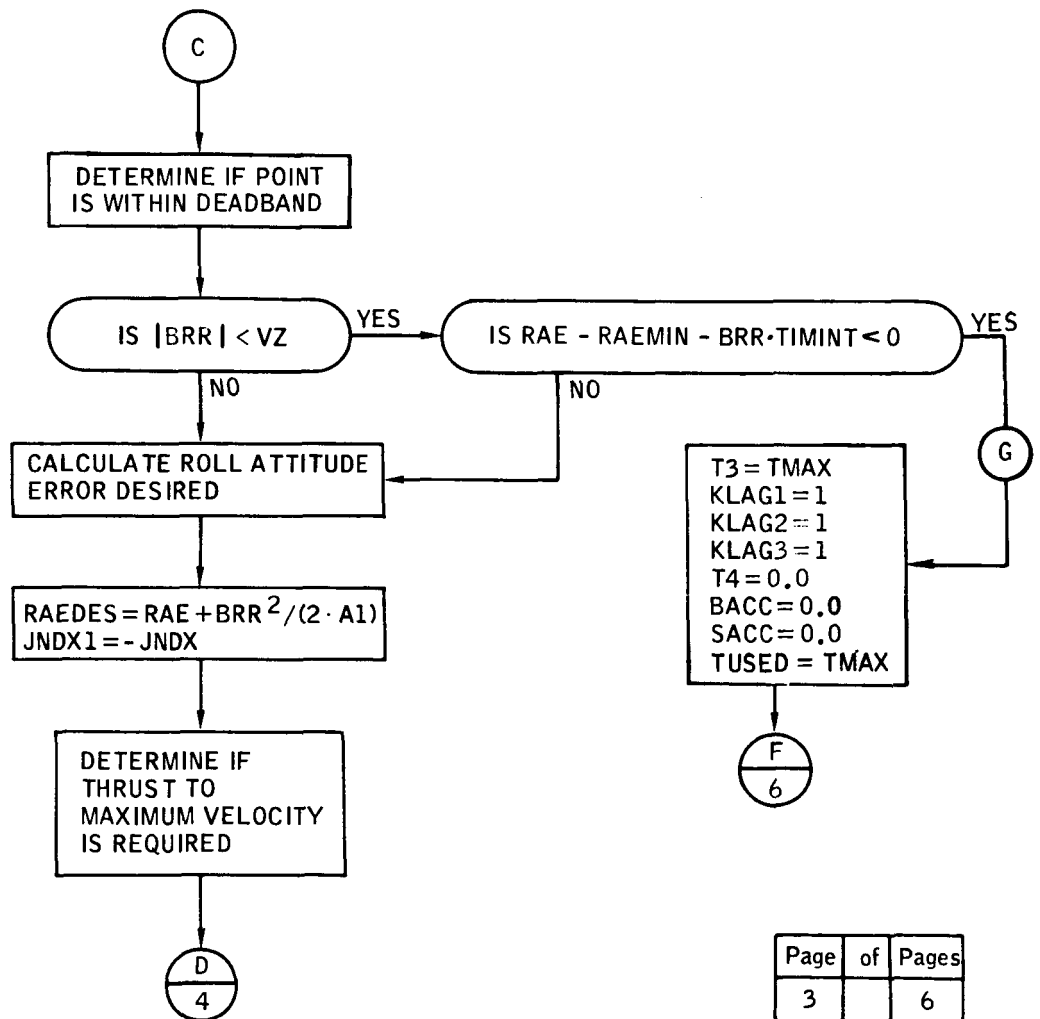 C
DETERMINE IF POINT
IS WITHIN DEADBAND
IS |BRR| < VZ
YES
NO
IS RAE - RAEMIN - BRR·TIMINT < 0
YES
NO
G
CALCULATE ROLL ATTITUDE
ERROR DESIRED
T3 = TMAX
KLAG1 = 1
KLAG2 = 1
KLAG3 = 1
T4 = 0.0
BACC = 0.0
SACC = 0.0
TUSED = TMAX
RAEDES = RAE + BRR²/(2 · A1)
JNDX1 = - JNDX
F
6
DETERMINE IF
THRUST TO
MAXIMUM VELOCITY
IS REQUIRED
D
4
Page of Pages
3 6